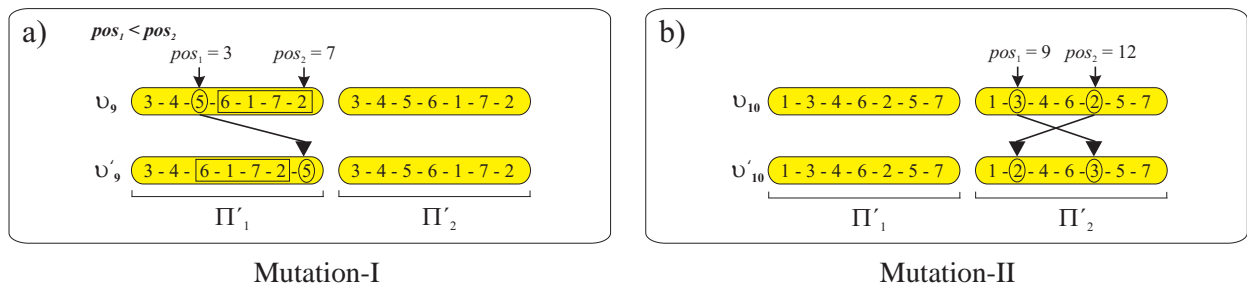 a)
pos₁ < pos₂
pos₁ = 3 pos₂ = 7
υ₉ 3 - 4 - 5 - 6 - 1 - 7 - 2 3 - 4 - 5 - 6 - 1 - 7 - 2
υ´₉ 3 - 4 - 6 - 1 - 7 - 2 - 5 3 - 4 - 5 - 6 - 1 - 7 - 2
Π´₁ Π´₂
Mutation-I
b)
pos₁ = 9 pos₂ = 12
υ₁₀ 1 - 3 - 4 - 6 - 2 - 5 - 7 1 - 3 - 4 - 6 - 2 - 5 - 7
υ´₁₀ 1 - 3 - 4 - 6 - 2 - 5 - 7 1 - 2 - 4 - 6 - 3 - 5 - 7
Π´₁ Π´₂
Mutation-II